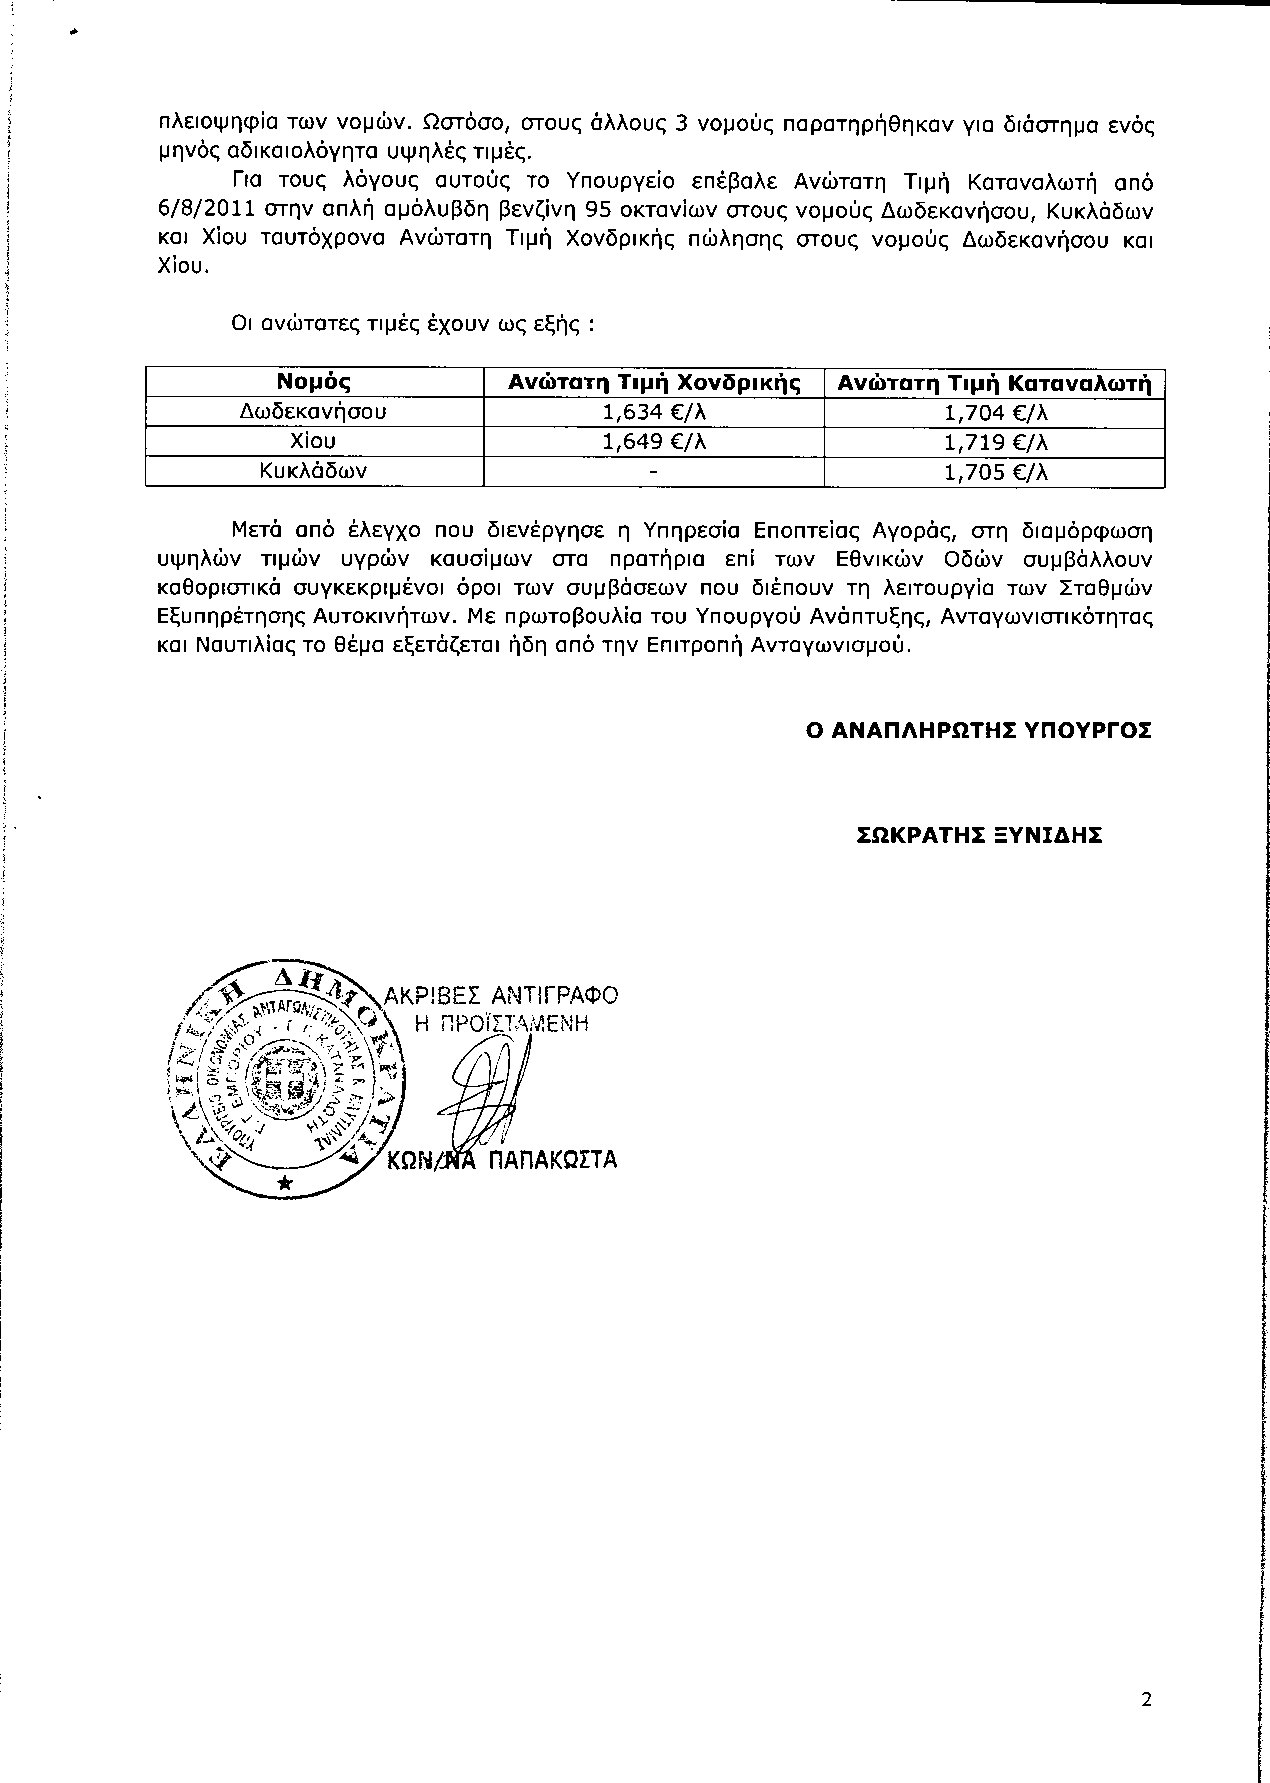 πλειοψηφία των νομών. Ωστόσο, στους άλλους 3 νομούς παρατηρήθηκαν για διάστημα ενός
μηνός αδικαιολόγητα υψηλές τιμές.
Για τους λόγους αυτούς το Υπουργείο επέβαλε Ανώτατη Τιμή Καταναλωτή από
6/8/2011 στην απλή αμόλυβδη βενζίνη 95 οκτανίων στους νομούς Δωδεκανήσου, Κυκλάδων
και Χίου ταυτόχρονα Ανώτατη Τιμή Χονδρικής πώλησης στους νομούς Δωδεκανήσου και
Χίου.
Οι ανώτατες τιμές έχουν ως εξής :
Νομός Ανώτατη Τιμή Χονδρικής Ανώτατη Τιμή Καταναλωτή
Δωδεκανήσου 1,634 €/λ 1,704 €/λ
Χίου 1,649 €/λ 1,719 €/λ
Κυκλάδων - 1,705 €/λ
Μετά από έλεγχο που διενέργησε η Υπηρεσία Εποπτείας Αγοράς, στη διαμόρφωση
υψηλών τιμών υγρών καυσίμων στα πρατήρια επί των Εθνικών Οδών συμβάλλουν
καθοριστικά συγκεκριμένοι όροι των συμβάσεων που διέπουν τη λειτουργία των Σταθμών
Εξυπηρέτησης Αυτοκινήτων. Με πρωτοβουλία του Υπουργού Ανάπτυξης, Ανταγωνιστικότητας
και Ναυτιλίας το θέμα εξετάζεται ήδη από την Επιτροπή Ανταγωνισμού.
Ο ΑΝΑΠΛΗΡΩΤΗΣ ΥΠΟΥΡΓΟΣ
ΣΩΚΡΑΤΗΣ ΞΥΝΙΔΗΣ
ΕΛΛΗΝΙΚΗ ΔΗΜΟΚΡΑΤΙΑ
ΥΠΟΥΡΓΕΙΟ ΟΙΚΟΝΟΜΙΑΣ ΑΝΤΑΓΩΝΙΣΤΙΚΟΤΗΤΑΣ & ΝΑΥΤΙΛΙΑΣ
ΑΚΡΙΒΕΣ ΑΝΤΙΓΡΑΦΟ
Η ΠΡΟΪΣΤΑΜΕΝΗ
ΚΩΝ/ΝΑ ΠΑΠΑΚΩΣΤΑ
2